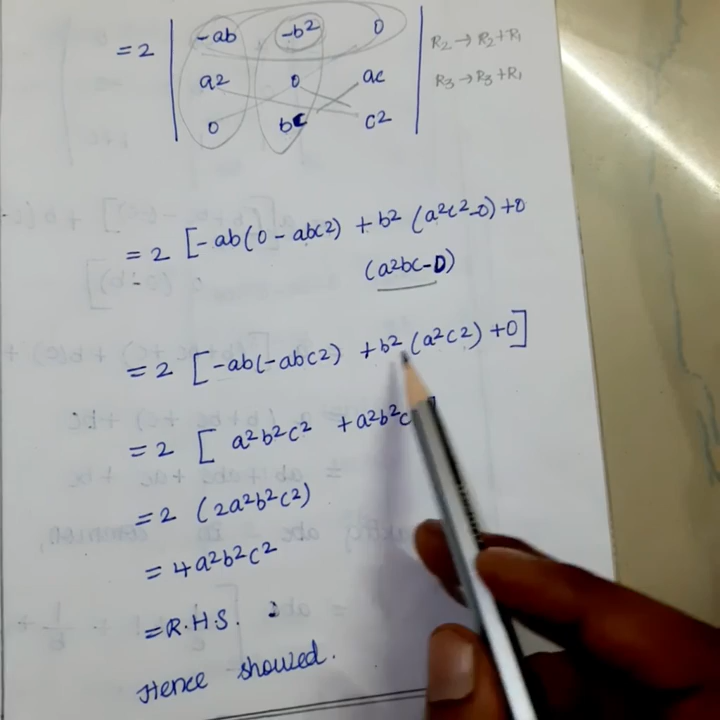 = 2 | -ab -b2 0 | R2 → R2+R1
a2 0 ac R3 → R3+R1
0 bc c2
= 2 [-ab(0 - abc2) + b2 (a2c2-0)+0
(a2bc-0)
= 2 [-ab(-abc2) + b2 (a2c2) +0]
= 2 [ a2b2c2 + a2b2c
= 2 (2a2b2c2)
= 4a2b2c2
= R.H.S.
Hence showed.